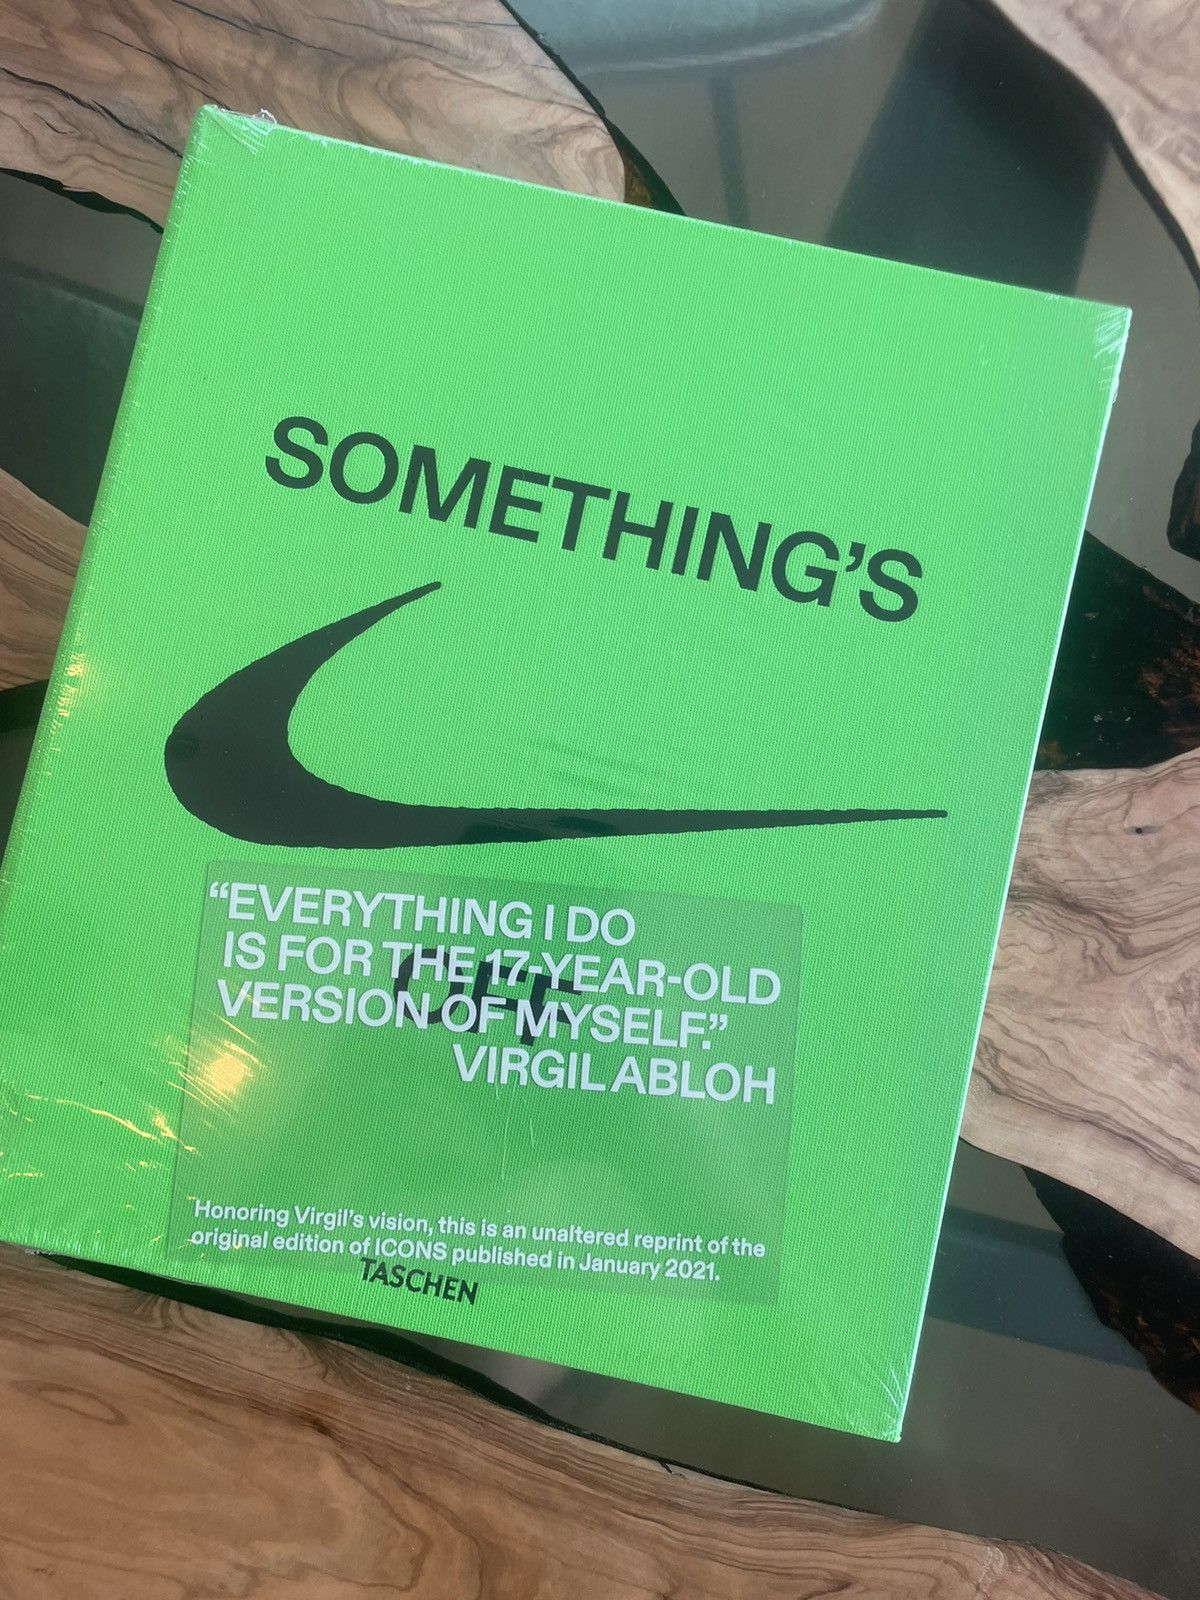 SOMETHING'S
OFF
“EVERYTHING I DO
IS FOR THE 17-YEAR-OLD
VERSION OF MYSELF.”
VIRGIL ABLOH
Honoring Virgil's vision, this is an unaltered reprint of the
original edition of ICONS published in January 2021.
TASCHEN